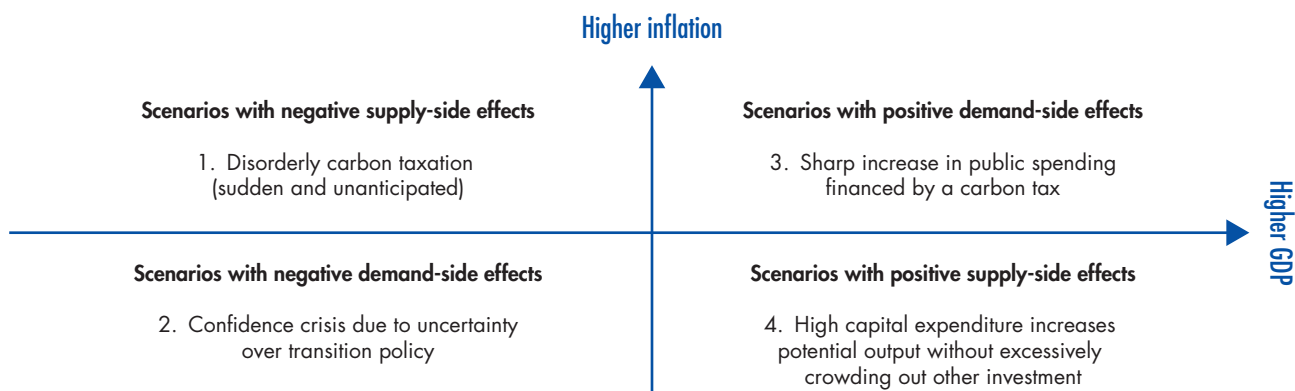 Higher inflation
Scenarios with negative supply-side effects
1. Disorderly carbon taxation
(sudden and unanticipated)
Scenarios with positive demand-side effects
3. Sharp increase in public spending
financed by a carbon tax
Higher GDP
Scenarios with negative demand-side effects
2. Confidence crisis due to uncertainty
over transition policy
Scenarios with positive supply-side effects
4. High capital expenditure increases
potential output without excessively
crowding out other investment